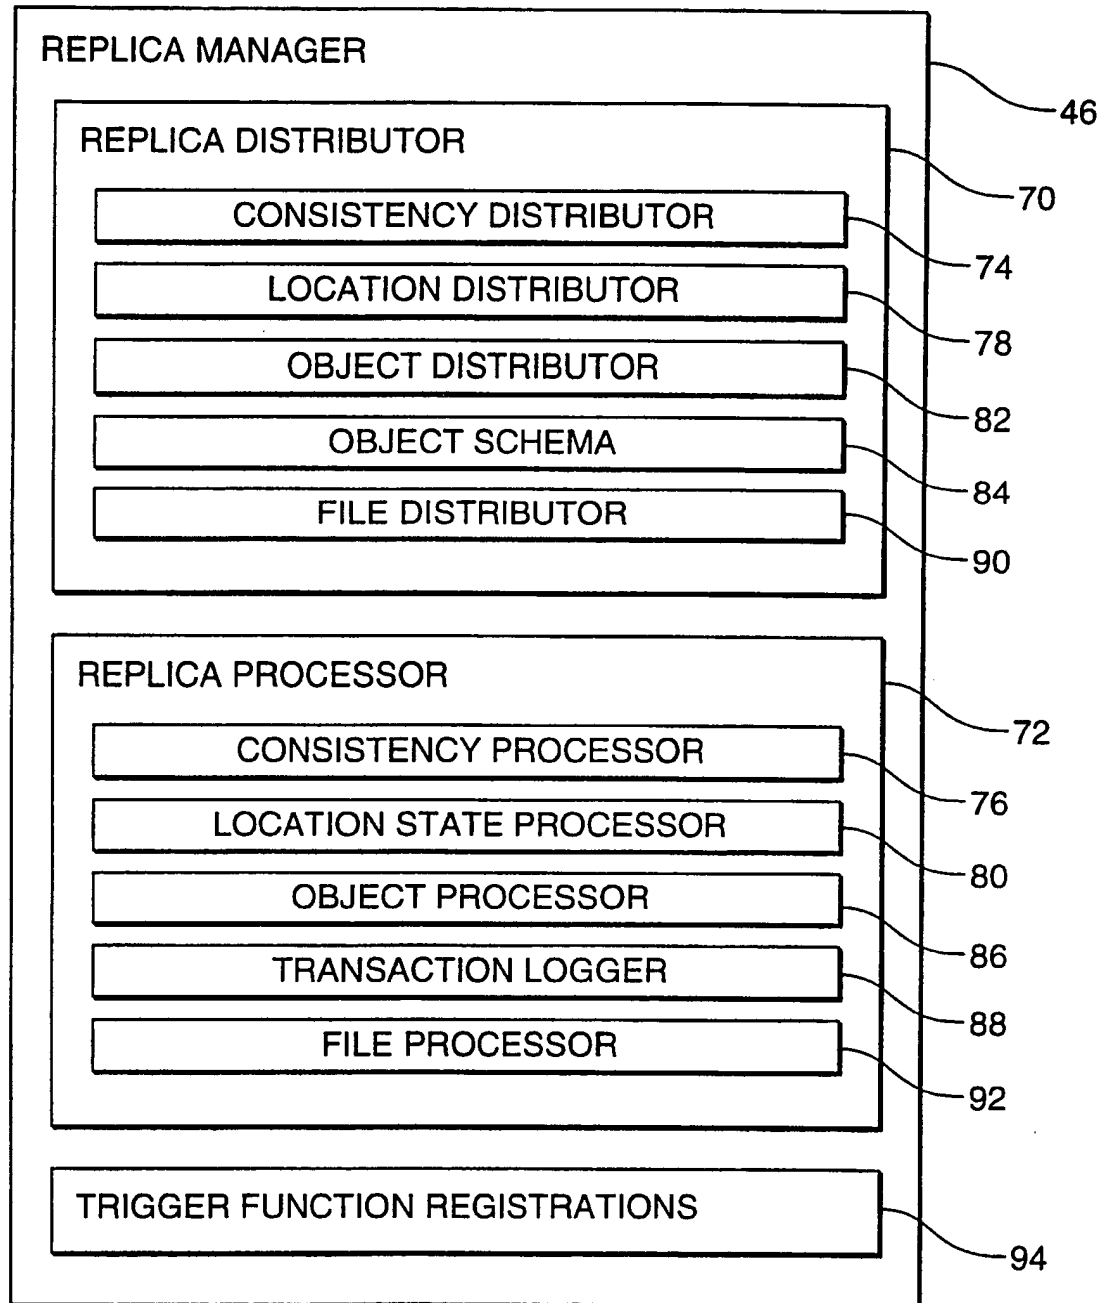 REPLICA MANAGER
46
REPLICA DISTRIBUTOR
70
CONSISTENCY DISTRIBUTOR
74
LOCATION DISTRIBUTOR
78
OBJECT DISTRIBUTOR
82
OBJECT SCHEMA
84
FILE DISTRIBUTOR
90
REPLICA PROCESSOR
72
CONSISTENCY PROCESSOR
76
LOCATION STATE PROCESSOR
80
OBJECT PROCESSOR
86
TRANSACTION LOGGER
88
FILE PROCESSOR
92
TRIGGER FUNCTION REGISTRATIONS
94